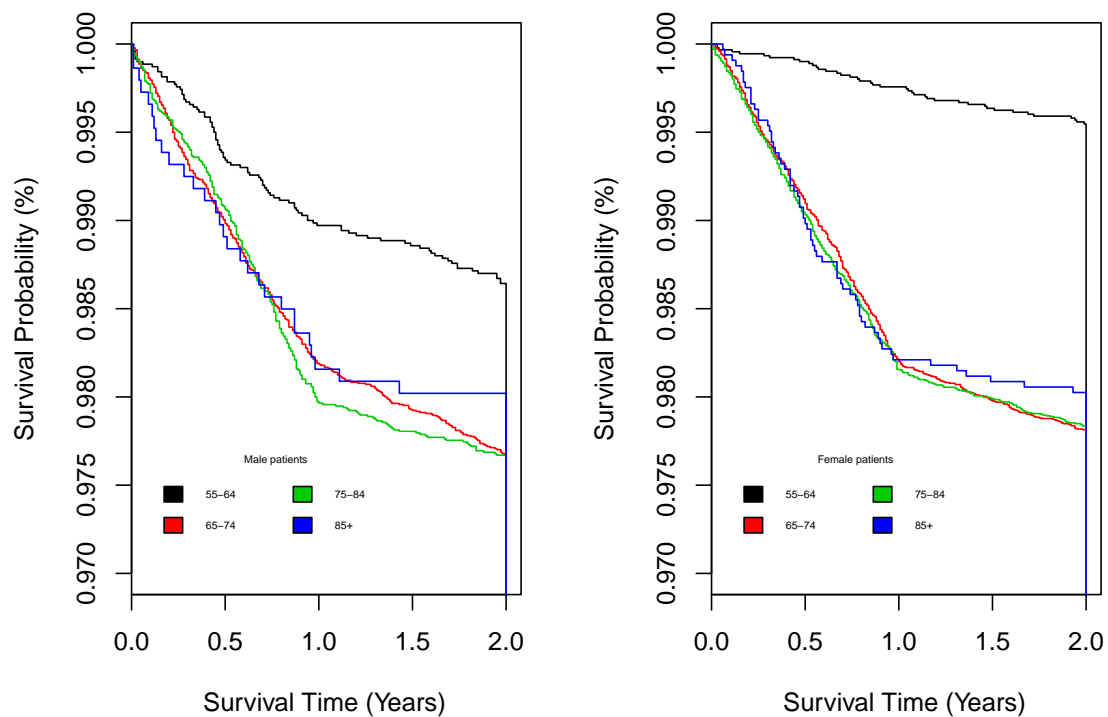 1.000
0.995
0.990
0.985
0.980
0.975
0.970
Survival Probability (%)
Male patients
55−64
75−84
65−74
85+
0.0 0.5 1.0 1.5 2.0
Survival Time (Years)
1.000
0.995
0.990
0.985
0.980
0.975
0.970
Survival Probability (%)
Female patients
55−64
75−84
65−74
85+
0.0 0.5 1.0 1.5 2.0
Survival Time (Years)